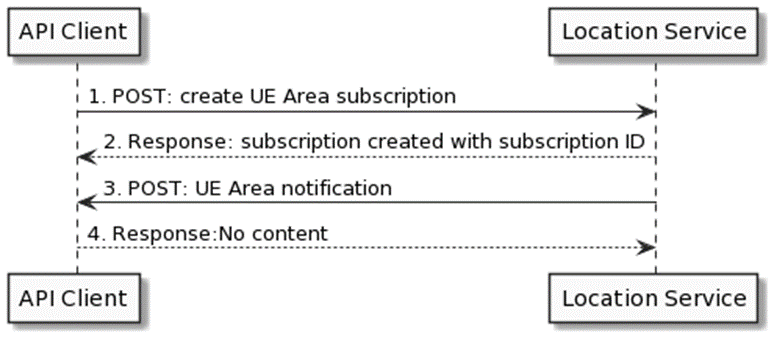 API Client
Location Service
1. POST: create UE Area subscription
2. Response: subscription created with subscription ID
3. POST: UE Area notification
4. Response:No content
API Client
Location Service